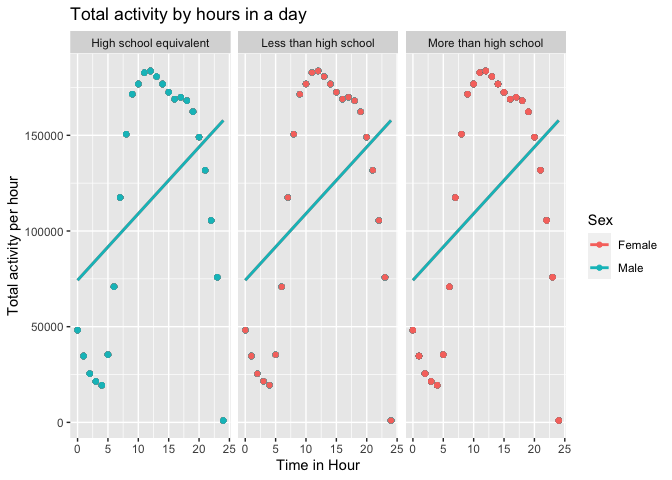 Total activity by hours in a day
High school equivalent Less than high school More than high school
Total activity per hour
150000
100000
50000
0
0 5 10 15 20 25 0 5 10 15 20 25 0 5 10 15 20 25
Time in Hour
Sex
Female
Male